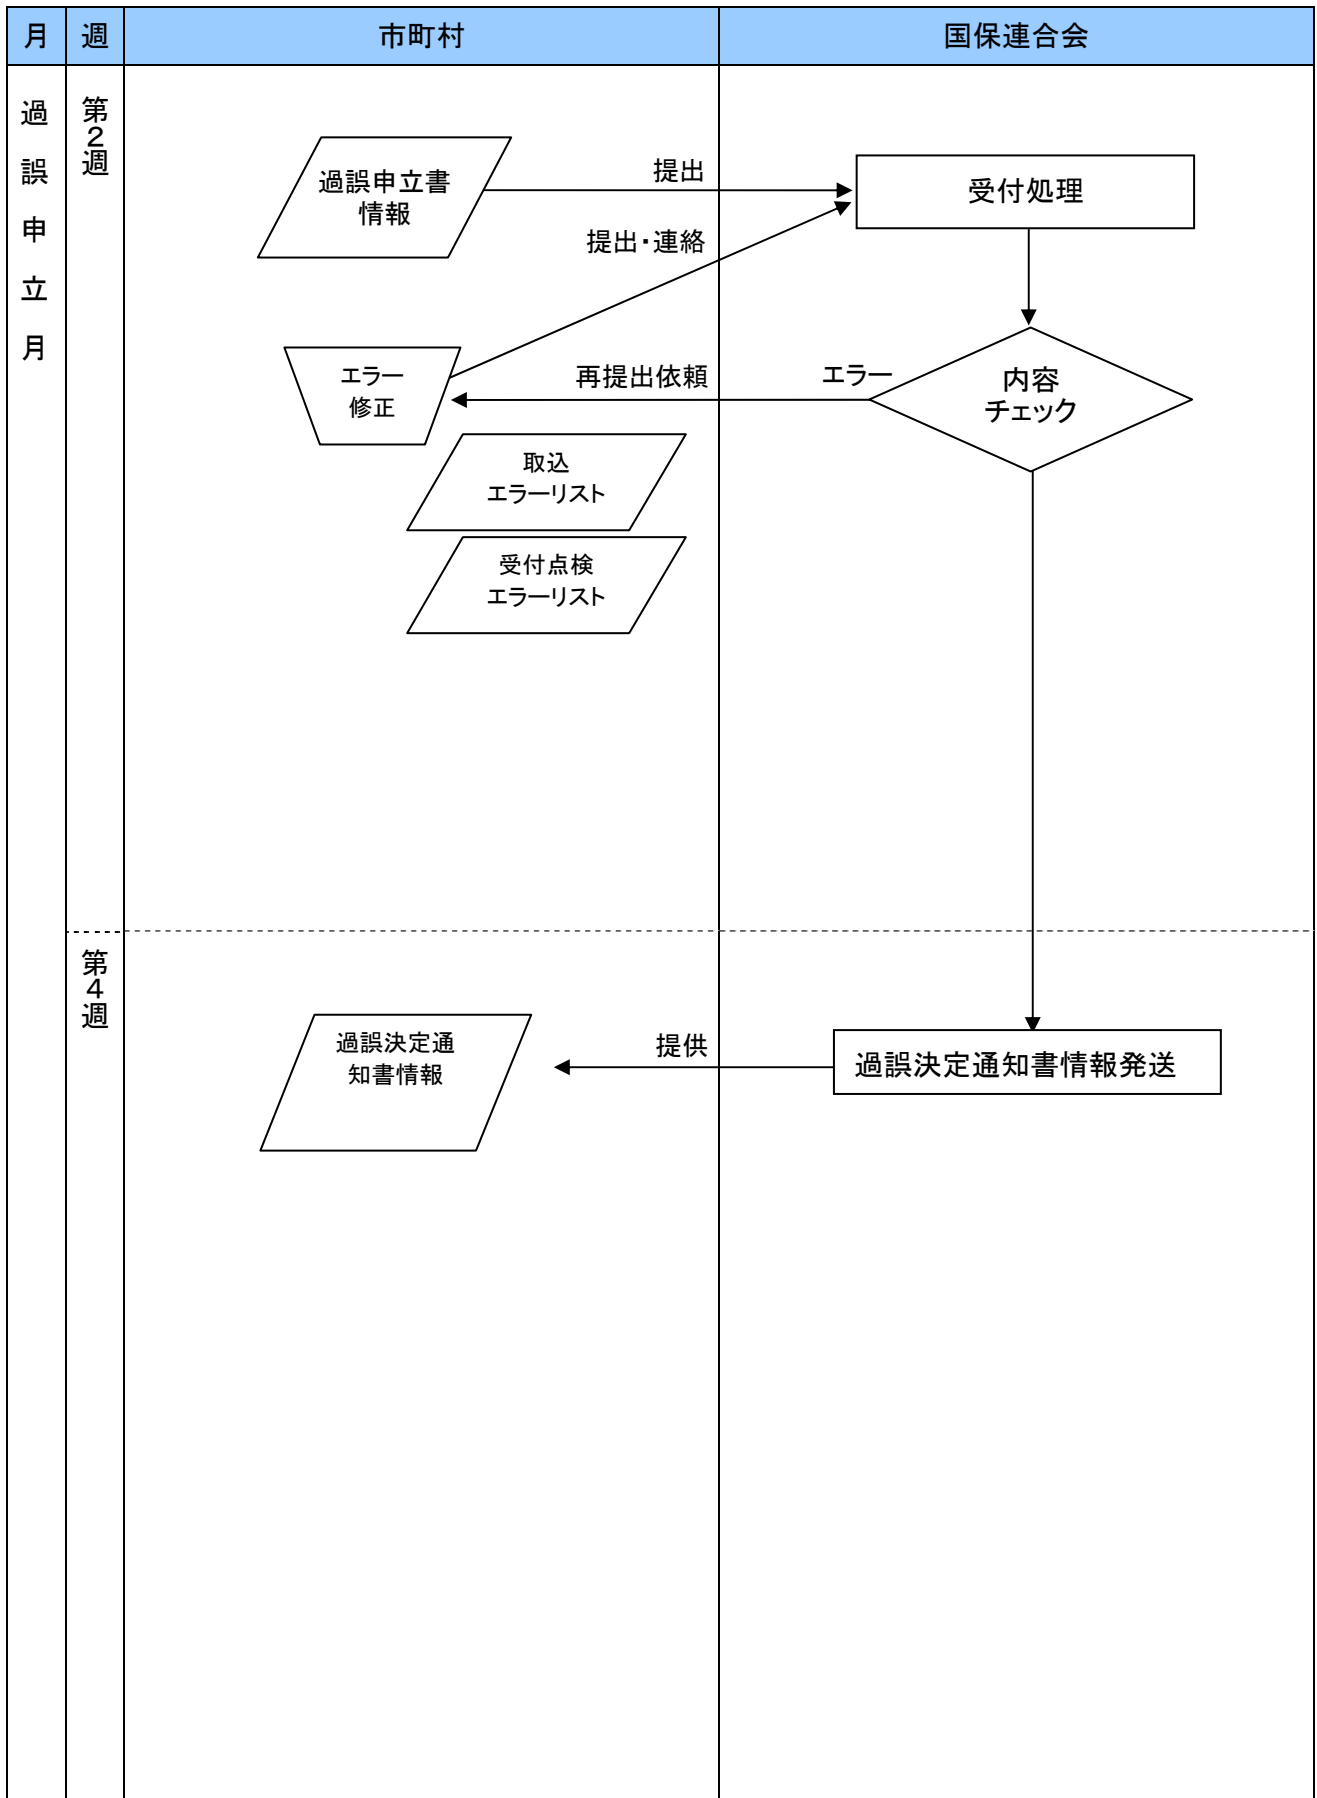 月
週
市町村
国保連合会
過誤申立月
第2週
過誤申立書
情報
提出
受付処理
提出・連絡
エラー
修正
再提出依頼
エラー
内容
チェック
取込
エラーリスト
受付点検
エラーリスト
第4週
過誤決定通
知書情報
提供
過誤決定通知書情報発送